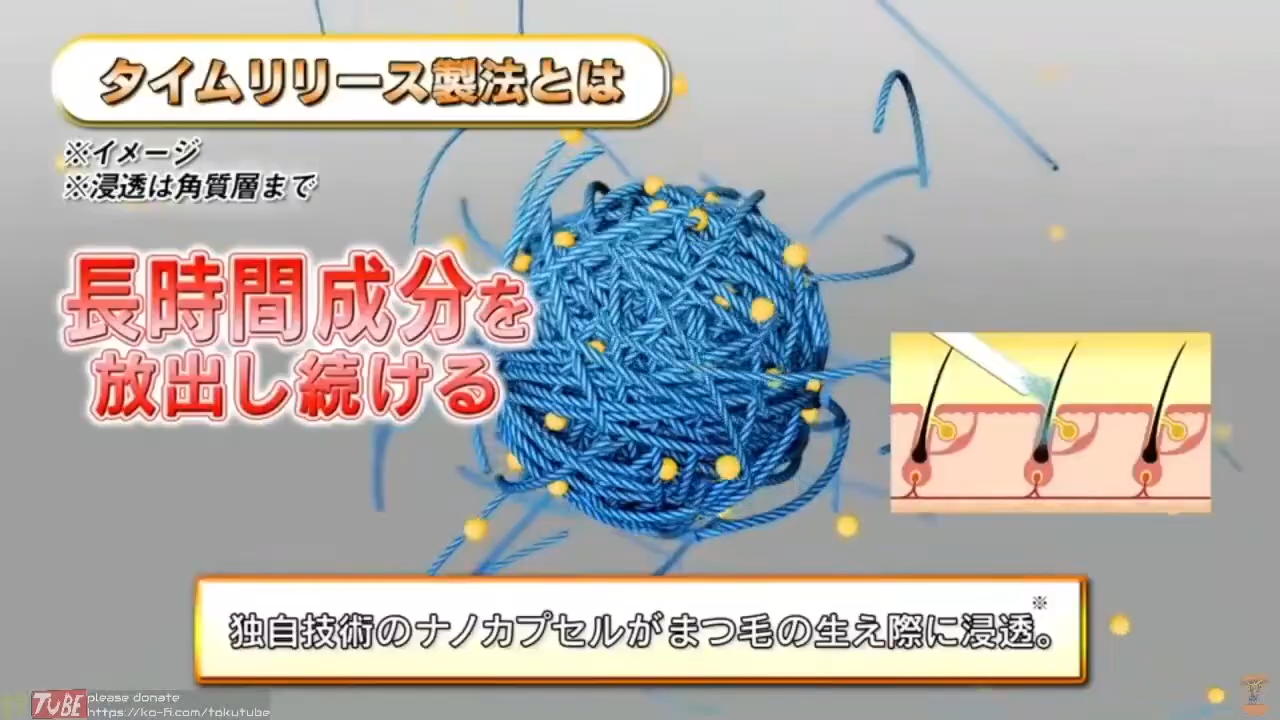 タイムリリース製法とは
※イメージ
※浸透は角質層まで
長時間成分を
放出し続ける
※
独自技術のナノカプセルがまつ毛の生え際に浸透。
TUBE
please donate
https://ko-fi.com/tokutube